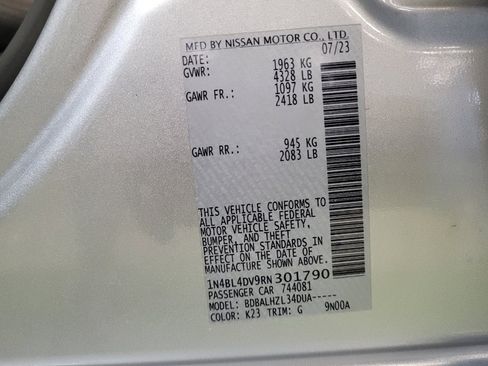 MFD BY NISSAN MOTOR CO., LTD.
DATE: 07/23
GVWR: 1963 KG
4328 LB
GAWR FR.: 1097 KG
2418 LB
GAWR RR.: 945 KG
2083 LB
THIS VEHICLE CONFORMS TO
ALL APPLICABLE FEDERAL
MOTOR VEHICLE SAFETY,
BUMPER, AND THEFT
PREVENTION STANDARDS IN
EFFECT ON THE DATE OF
MANUFACTURE SHOWN ABOVE.
1N4BL4DV9RN301790
PASSENGER CAR 744081
MODEL: BDBALHZL34DUA-----
COLOR: K23 TRIM: G 9N00A